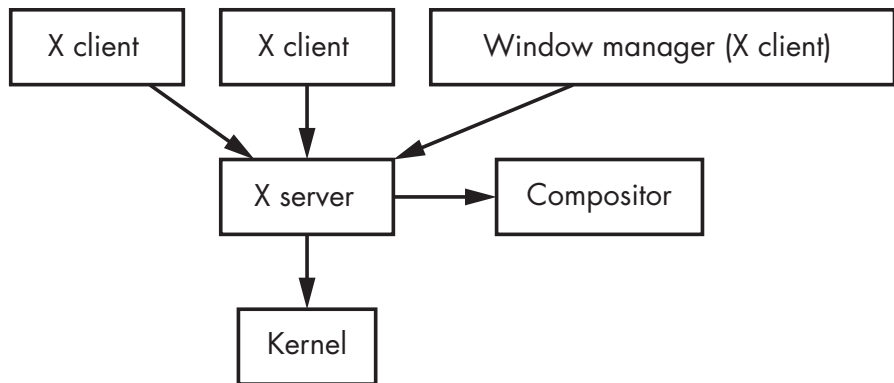 X client
X client
Window manager (X client)
X server
Compositor
Kernel